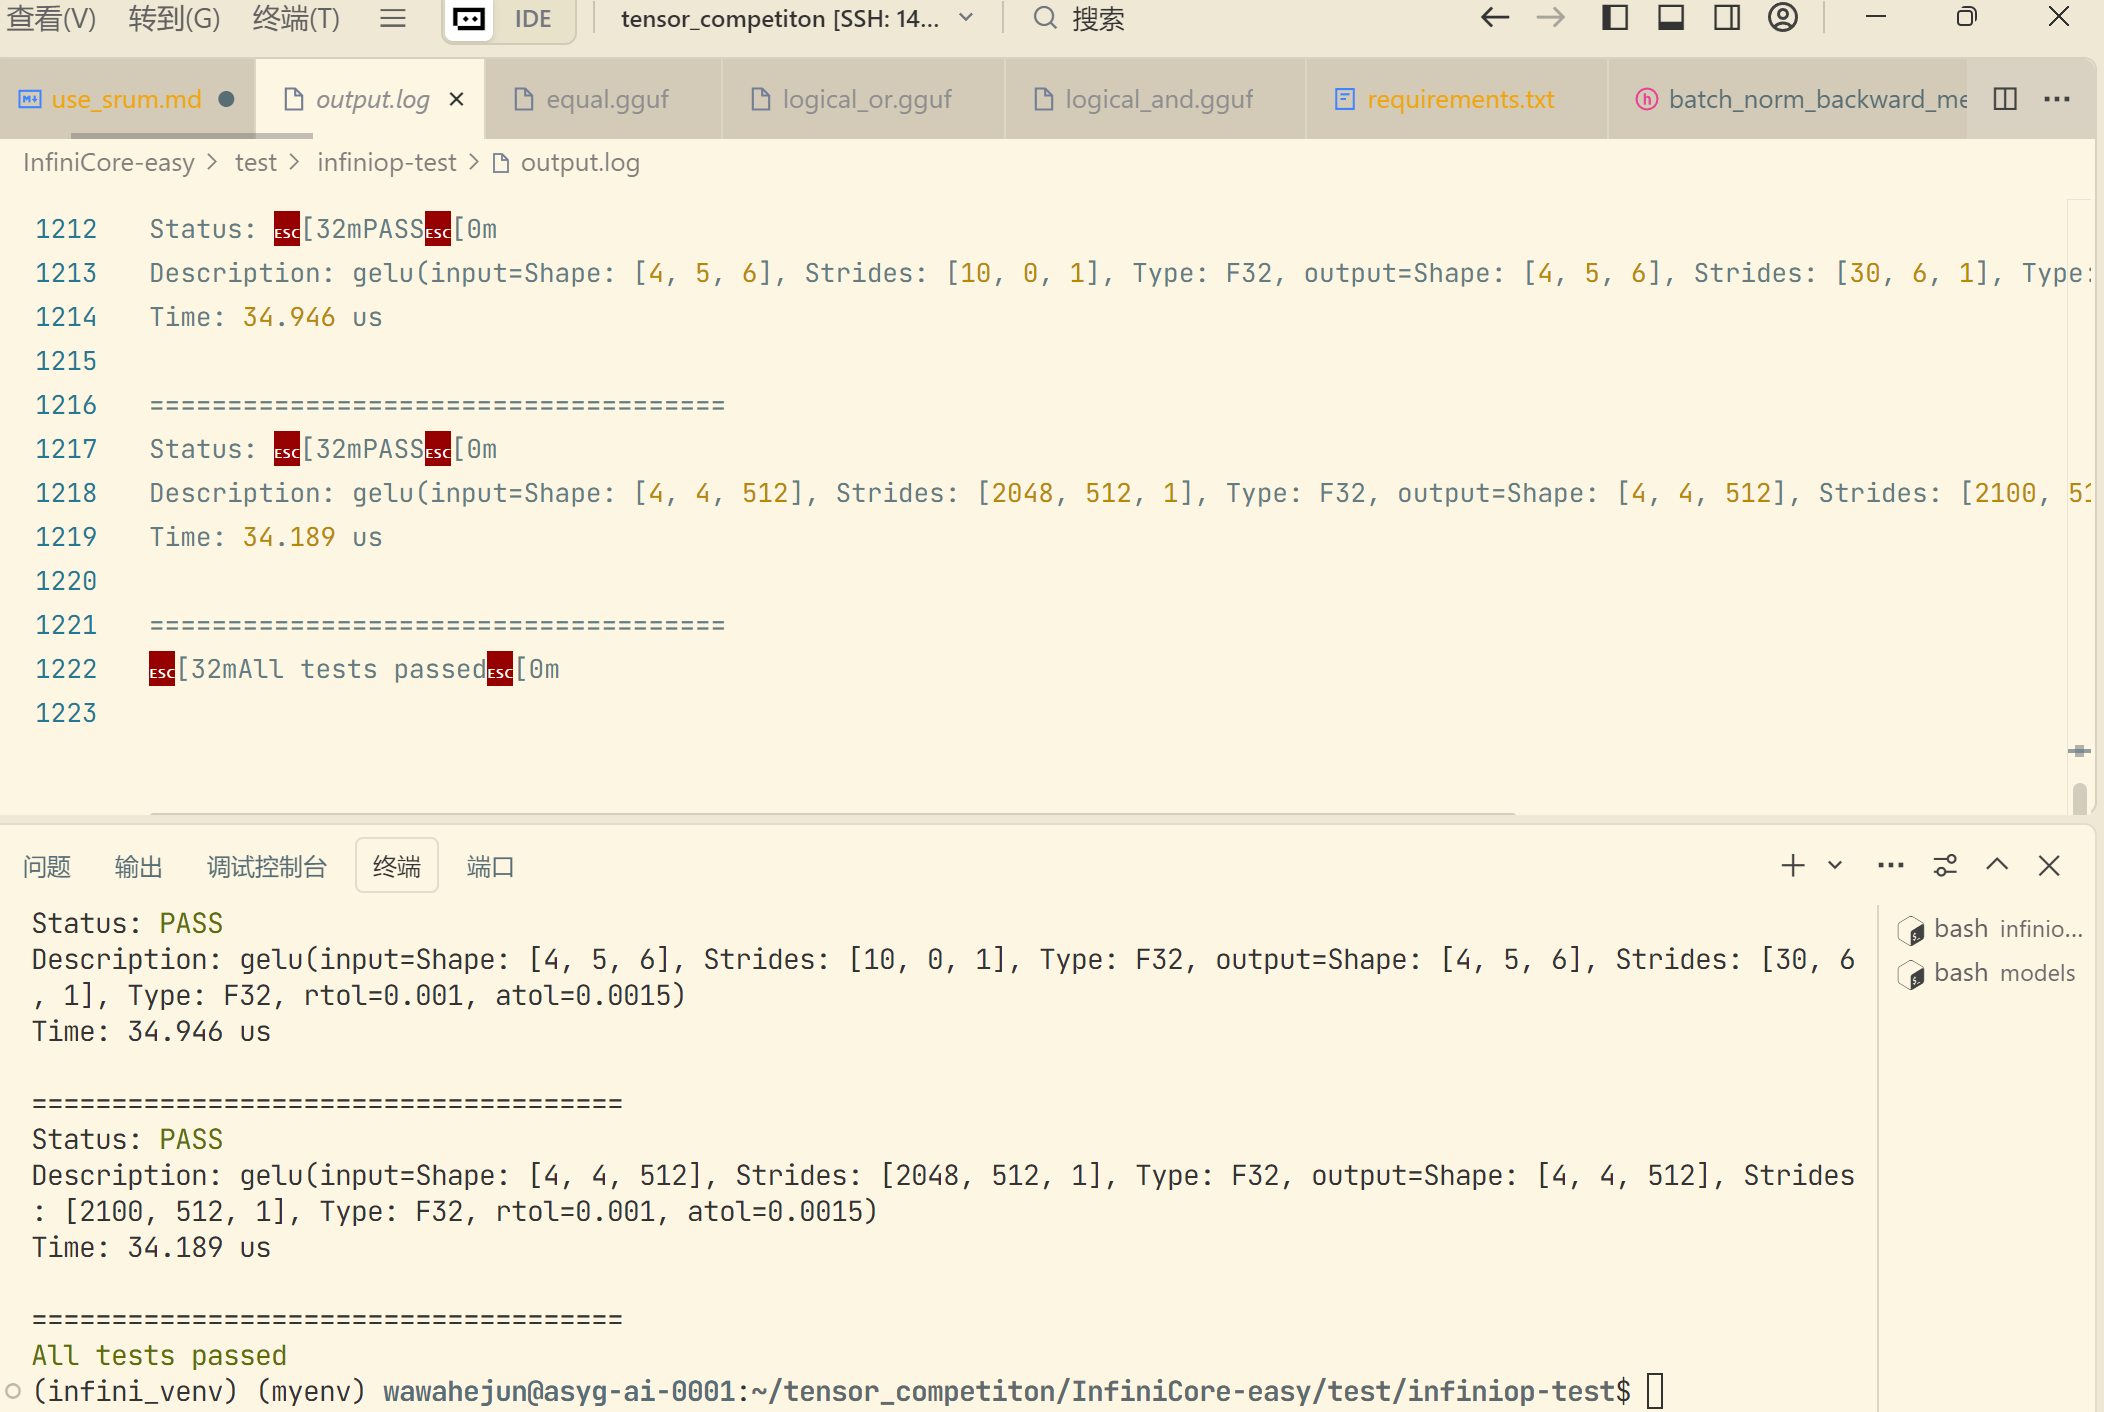 查看(V) 转到(G) 终端(T) IDE tensor_competiton [SSH: 14... 搜索
use_srum.md output.log equal.gguf logical_or.gguf logical_and.gguf requirements.txt batch_norm_backward_me
InfiniCore-easy > test > infiniop-test > output.log
1212 Status: ESC[32mPASSESC[0m
1213 Description: gelu(input=Shape: [4, 5, 6], Strides: [10, 0, 1], Type: F32, output=Shape: [4, 5, 6], Strides: [30, 6, 1], Type:
1214 Time: 34.946 us
1215
1216 =====================================
1217 Status: ESC[32mPASSESC[0m
1218 Description: gelu(input=Shape: [4, 4, 512], Strides: [2048, 512, 1], Type: F32, output=Shape: [4, 4, 512], Strides: [2100, 51
1219 Time: 34.189 us
1220
1221 =====================================
1222 ESC[32mAll tests passedESC[0m
1223
问题 输出 调试控制台 终端 端口
Status: PASS
Description: gelu(input=Shape: [4, 5, 6], Strides: [10, 0, 1], Type: F32, output=Shape: [4, 5, 6], Strides: [30, 6
, 1], Type: F32, rtol=0.001, atol=0.0015)
Time: 34.946 us
=====================================
Status: PASS
Description: gelu(input=Shape: [4, 4, 512], Strides: [2048, 512, 1], Type: F32, output=Shape: [4, 4, 512], Strides
: [2100, 512, 1], Type: F32, rtol=0.001, atol=0.0015)
Time: 34.189 us
=====================================
All tests passed
(infini_venv) (myenv) wawahejun@asyg-ai-0001:~/tensor_competiton/InfiniCore-easy/test/infiniop-test$
bash infinio...
bash models